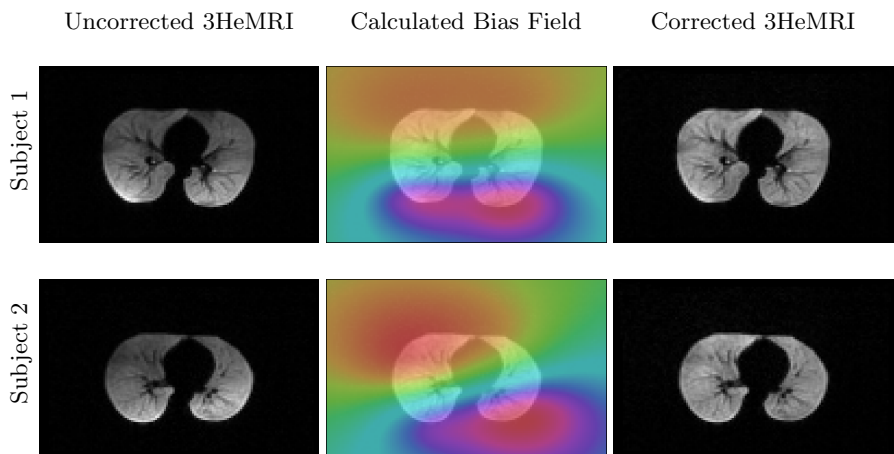 Uncorrected 3HeMRI
Calculated Bias Field
Corrected 3HeMRI
Subject 1
Subject 2